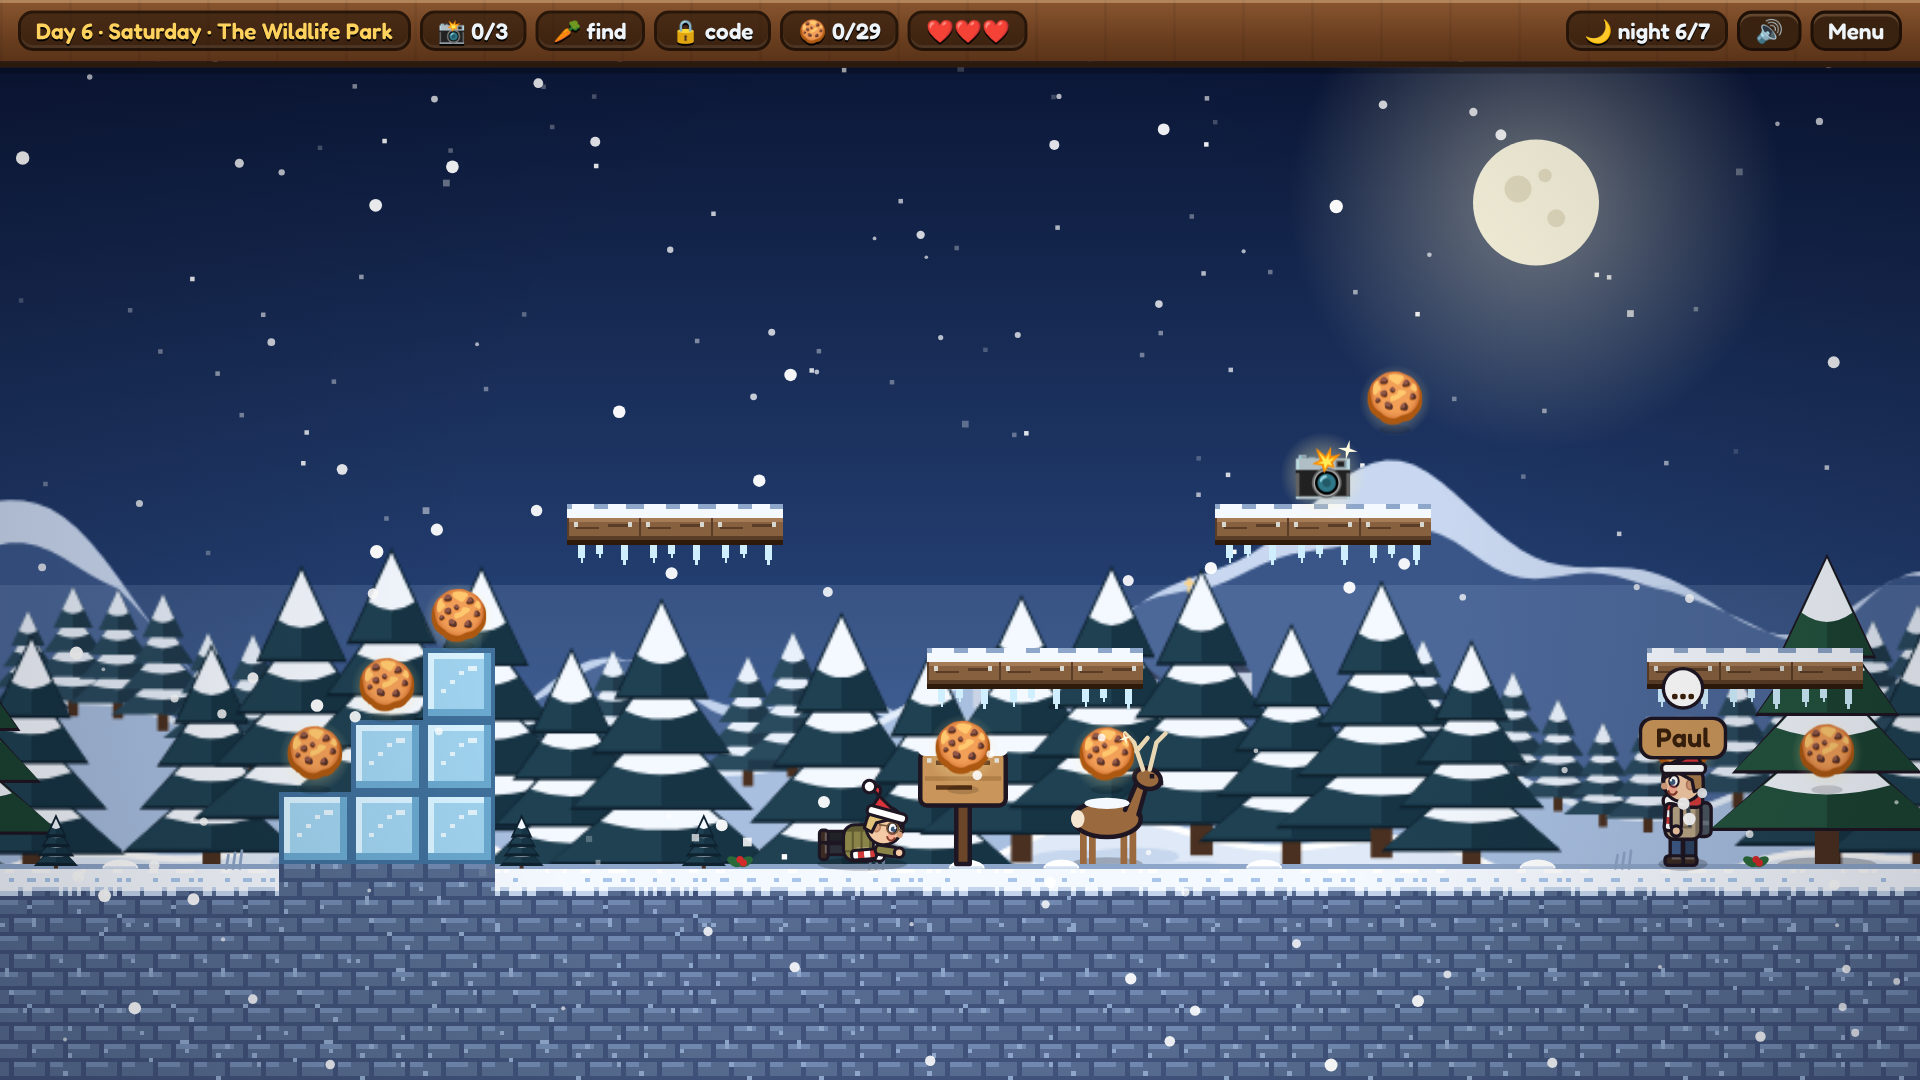 Day 6 · Saturday · The Wildlife Park
0/3
find
code
0/29
night 6/7
Menu
Paul